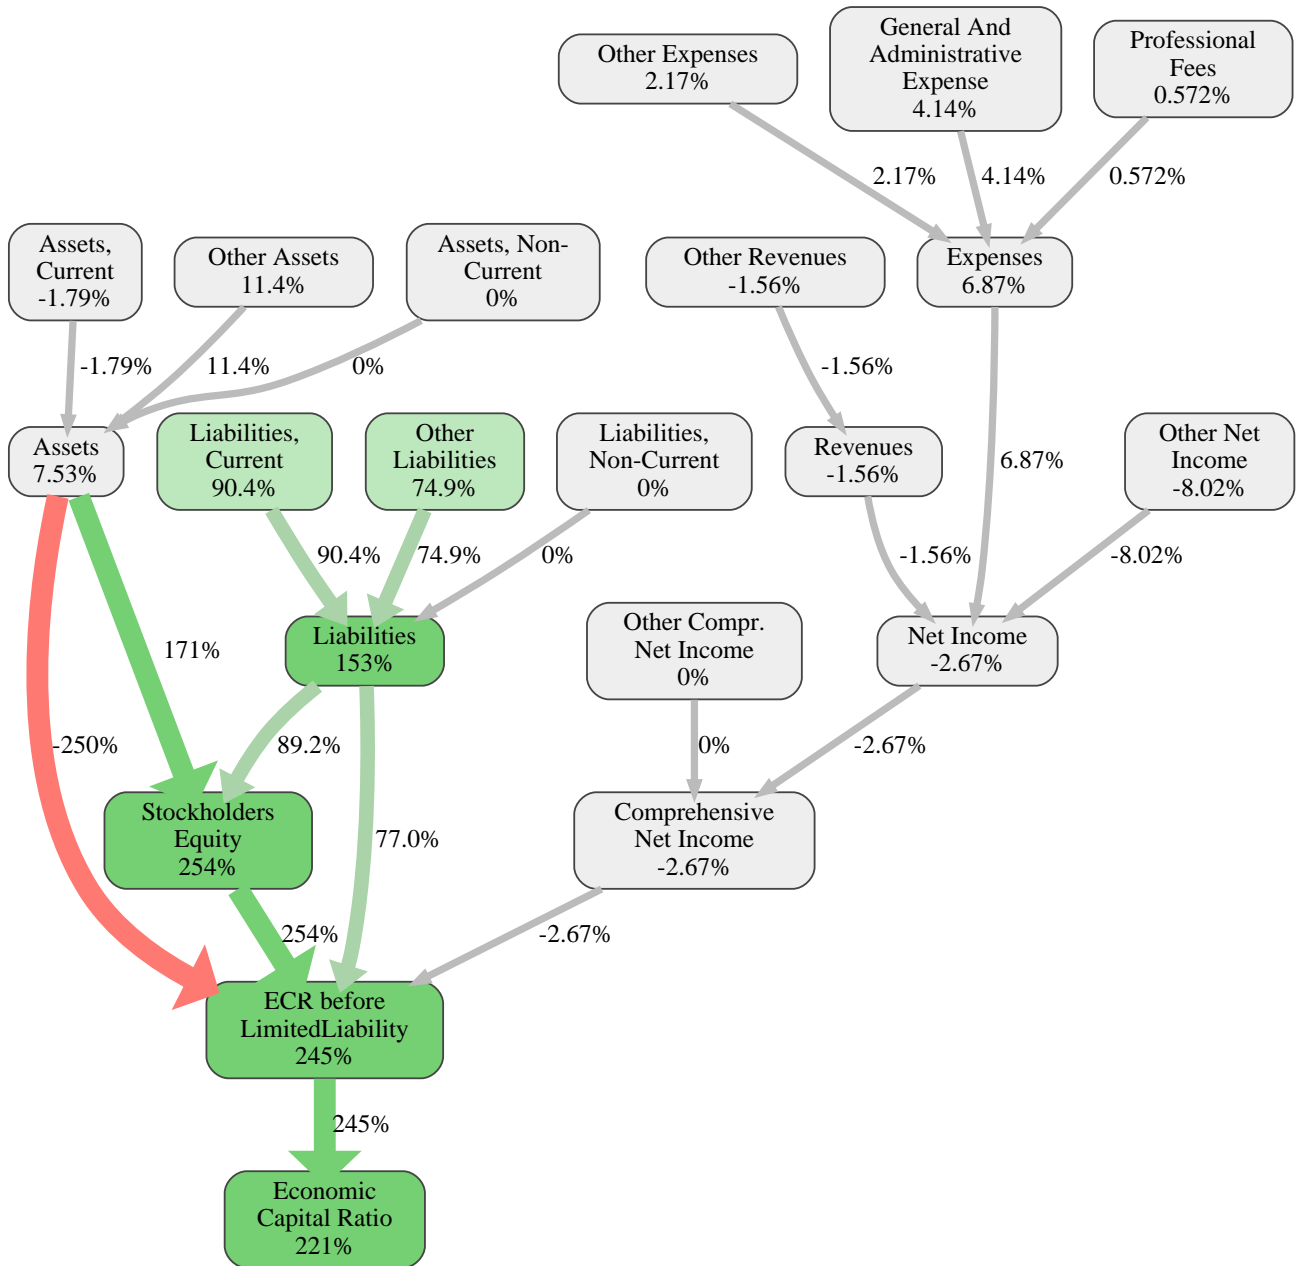 Other Expenses
2.17%
General And
Administrative
Expense
4.14%
Professional
Fees
0.572%
2.17%
4.14%
0.572%
Assets,
Current
-1.79%
Other Assets
11.4%
Assets, Non-
Current
0%
Other Revenues
-1.56%
Expenses
6.87%
-1.79%
11.4%
0%
-1.56%
Assets
7.53%
Liabilities,
Current
90.4%
Other
Liabilities
74.9%
Liabilities,
Non-Current
0%
Revenues
-1.56%
6.87%
Other Net
Income
-8.02%
90.4%
74.9%
0%
-1.56%
-8.02%
171%
Liabilities
153%
Other Compr.
Net Income
0%
Net Income
-2.67%
-250%
89.2%
0%
-2.67%
Stockholders
Equity
254%
77.0%
Comprehensive
Net Income
-2.67%
254%
-2.67%
ECR before
LimitedLiability
245%
245%
Economic
Capital Ratio
221%